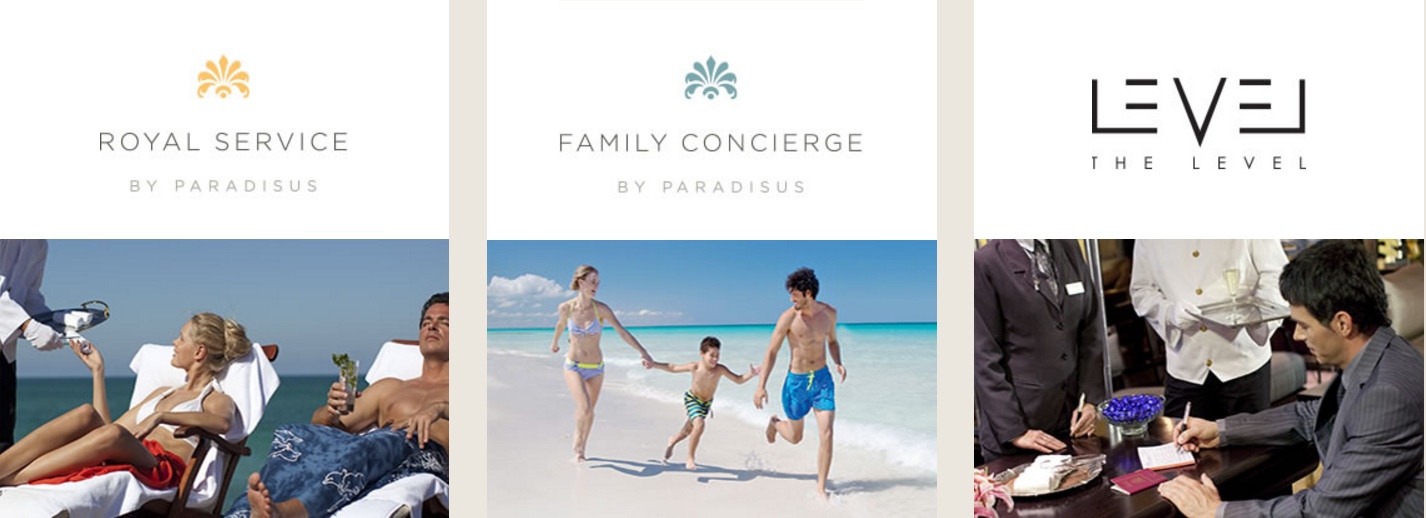 ROYAL SERVICE
BY PARADISUS
FAMILY CONCIERGE
BY PARADISUS
LEVEL
THE LEVEL